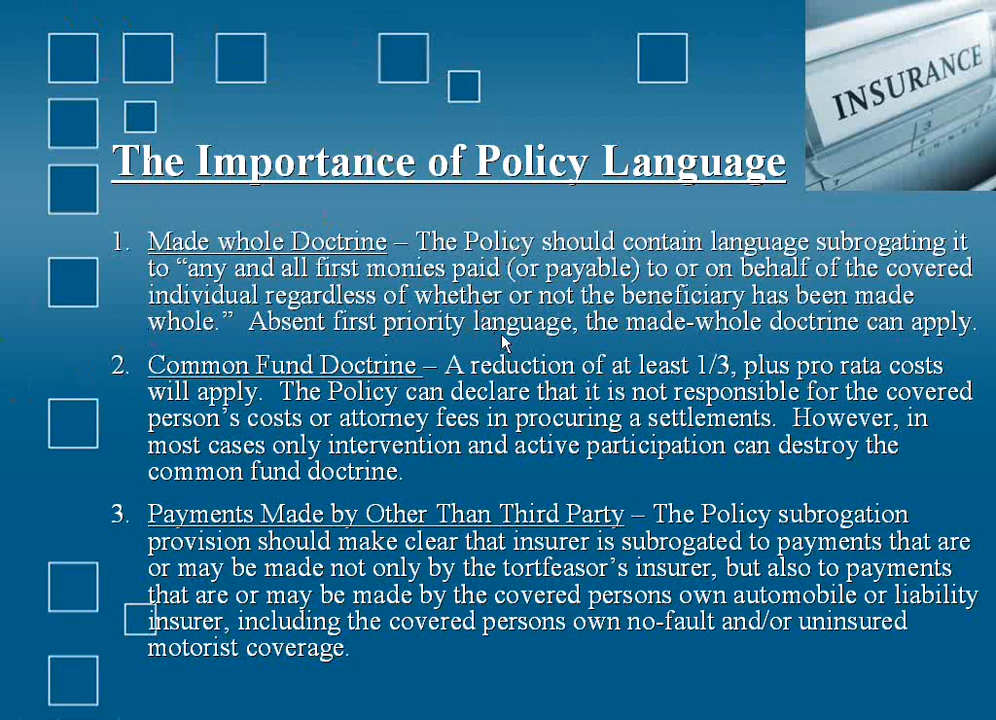 INSURANCE
The Importance of Policy Language
1. Made whole Doctrine – The Policy should contain language subrogating it
to “any and all first monies paid (or payable) to or on behalf of the covered
individual regardless of whether or not the beneficiary has been made
whole.”  Absent first priority language, the made-whole doctrine can apply.
2. Common Fund Doctrine – A reduction of at least 1/3, plus pro rata costs
will apply.  The Policy can declare that it is not responsible for the covered
person’s costs or attorney fees in procuring a settlements.  However, in
most cases only intervention and active participation can destroy the
common fund doctrine.
3. Payments Made by Other Than Third Party – The Policy subrogation
provision should make clear that insurer is subrogated to payments that are
or may be made not only by the tortfeasor’s insurer, but also to payments
that are or may be made by the covered persons own automobile or liability
insurer, including the covered persons own no-fault and/or uninsured
motorist coverage.